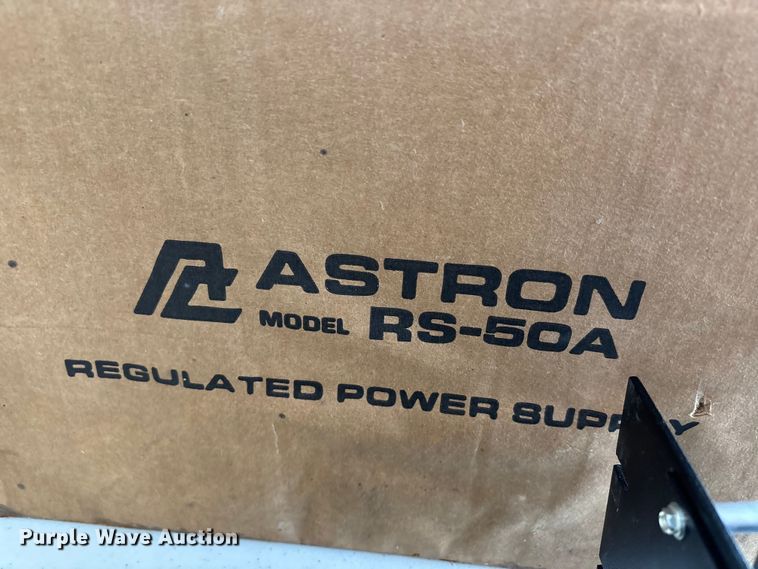 ASTRON
MODEL RS-50A
REGULATED POWER SUPPLY
Purple Wave Auction